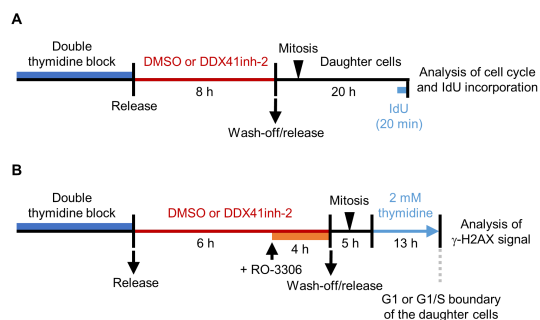 A
Double
thymidine block
DMSO or DDX41inh-2
Mitosis
Daughter cells
Analysis of cell cycle
and IdU incorporation
Release
8 h
20 h
IdU
(20 min)
Wash-off/release
B
Double
thymidine block
DMSO or DDX41inh-2
Mitosis
2 mM
thymidine
Analysis of
γ-H2AX signal
6 h
4 h
5 h
13 h
+ RO-3306
Release
Wash-off/release
G1 or G1/S boundary
of the daughter cells